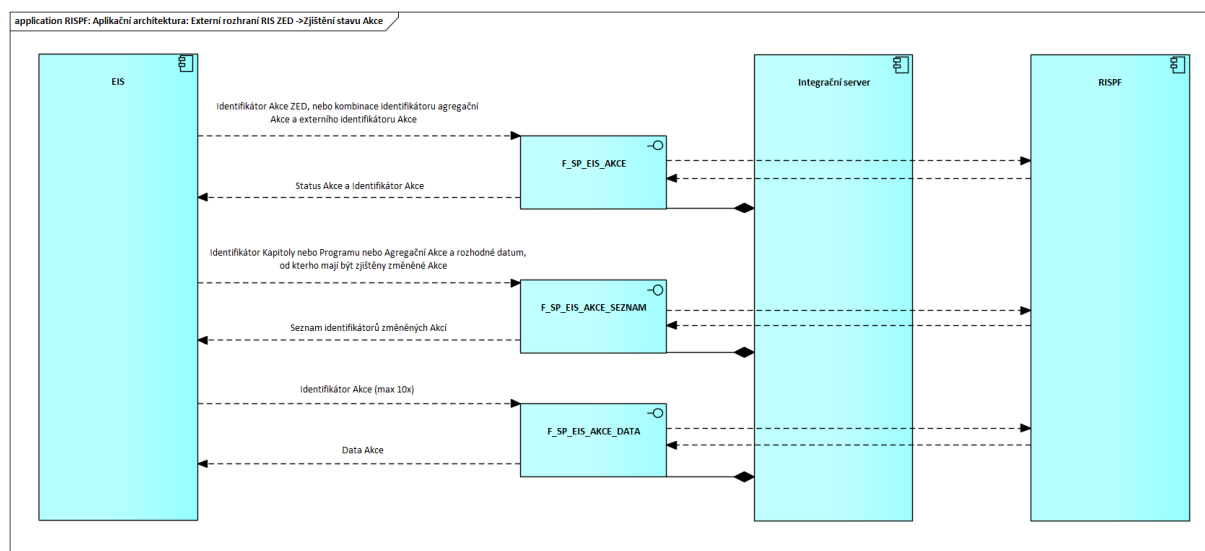 application RISPF: Aplikační architektura: Externí rozhraní RIS ZED ->Zjištění stavu Akce
EIS
Integrační server
RISPF
Identifikátor Akce ZED, nebo kombinace identifikátoru agregační
Akce a externího identifikátoru Akce
F_SP_EIS_AKCE
Status Akce a Identifikátor Akce
Identifikátor Kapitoly nebo Programu nebo Agregační Akce a rozhodné datum,
od kterho mají být zjištěny změněné Akce
F_SP_EIS_AKCE_SEZNAM
Seznam identifikátorů změněných Akcí
Identifikátor Akce (max 10x)
F_SP_EIS_AKCE_DATA
Data Akce